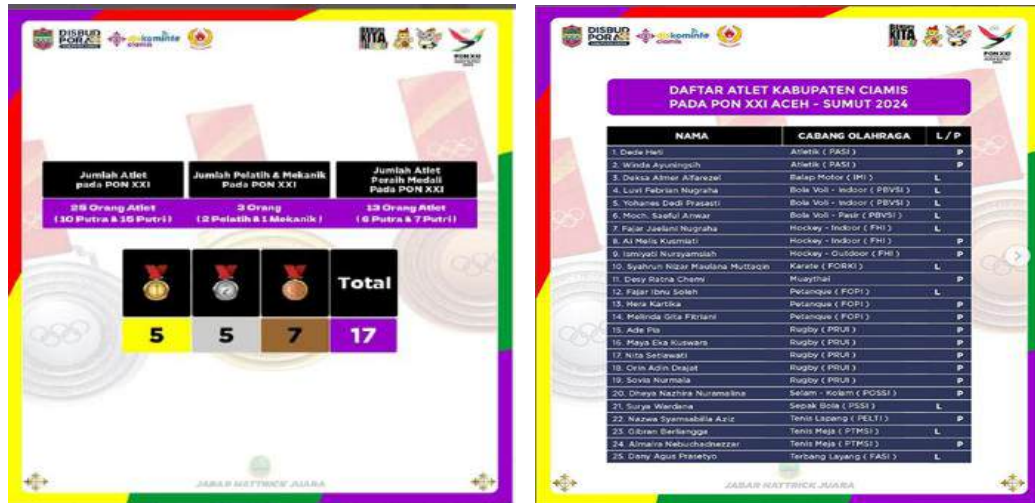 DISBUD
PORA
diskominfo
ciamis
KITA
PON XXI
Jumlah Atlet
pada PON XXI
Jumlah Pelatih & Mekanik
Pada PON XXI
Jumlah Atlet
Peraih Medali
Pada PON XXI
25 Orang Atlet
(10 Putra & 15 Putri)
3 Orang
(2 Pelatih & 1 Mekanik)
13 Orang Atlet
(6 Putra & 7 Putri)
Total
5 5 7 17
JABAR HATTRICK JUARA
DISBUD
PORA
diskominfo
ciamis
KITA
PON XXI
DAFTAR ATLET KABUPATEN CIAMIS
PADA PON XXI ACEH - SUMUT 2024
NAMA CABANG OLAHRAGA L / P
1. Dede Heti Atletik ( PASI ) P
2. Winda Ayuningsih Atletik ( PASI ) P
3. Deksa Almer Alfarezel Balap Motor ( IMI ) L
4. Luvi Febrian Nugraha Bola Voli - Indoor ( PBVSI ) L
5. Yohanes Dedi Prasasti Bola Voli - Indoor ( PBVSI ) L
6. Moch. Saeful Anwar Bola Voli - Pasir ( PBVSI ) L
7. Fajar Jaelani Nugraha Hockey - Indoor ( FHI ) L
8. Ai Melis Kusmiati Hockey - Indoor ( FHI ) P
9. Ismiyati Nursyamsiah Hockey - Outdoor ( FHI ) P
10. Syahrun Nizar Maulana Muttaqin Karate ( FORKI ) L
11. Desy Ratna Chemi Muaythai P
12. Fajar Ibnu Soleh Petanque ( FOPI ) L
13. Hera Kartika Petanque ( FOPI ) P
14. Melinda Gita Fitriani Petanque ( FOPI ) P
15. Ade Pia Rugby ( PRUI ) P
16. Maya Eka Kuswara Rugby ( PRUI ) P
17. Nita Setiawati Rugby ( PRUI ) P
18. Orin Adin Drajat Rugby ( PRUI ) P
19. Sovia Nurmala Rugby ( PRUI ) P
20. Dheya Nazhira Nuramalina Selam - Kolam ( POSSI ) P
21. Surya Wardana Sepak Bola ( PSSI ) L
22. Nazwa Syamsabilla Aziz Tenis Lapang ( PELTI ) P
23. Gibran Berliangga Tenis Meja ( PTMSI ) L
24. Almaira Nebuchadnezzar Tenis Meja ( PTMSI ) P
25. Dany Agus Prasetyo Terbang Layang ( FASI ) L
JABAR HATTRICK JUARA